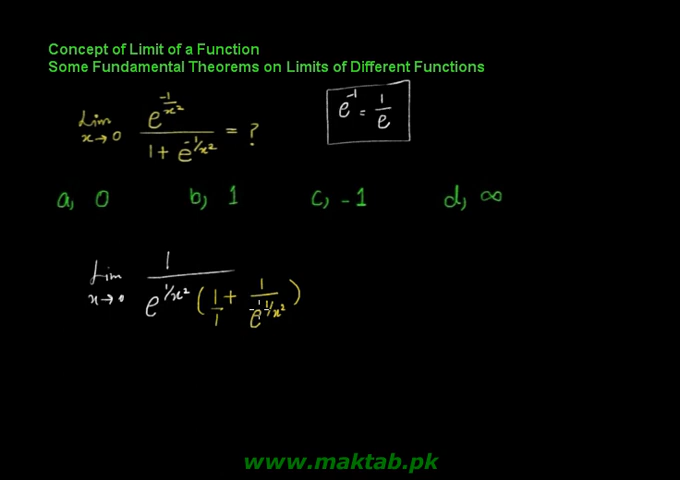 Concept of Limit of a Function
Some Fundamental Theorems on Limits of Different Functions
Lim x→0 e^(-1/x²) / (1 + e^(-1/x²)) = ?
e^-1 = 1/e
a, 0 b, 1 c, -1 d, ∞
Lim x→0 1 / e^(1/x²) (1/1 + 1/e^(1/x²))
www.maktab.pk